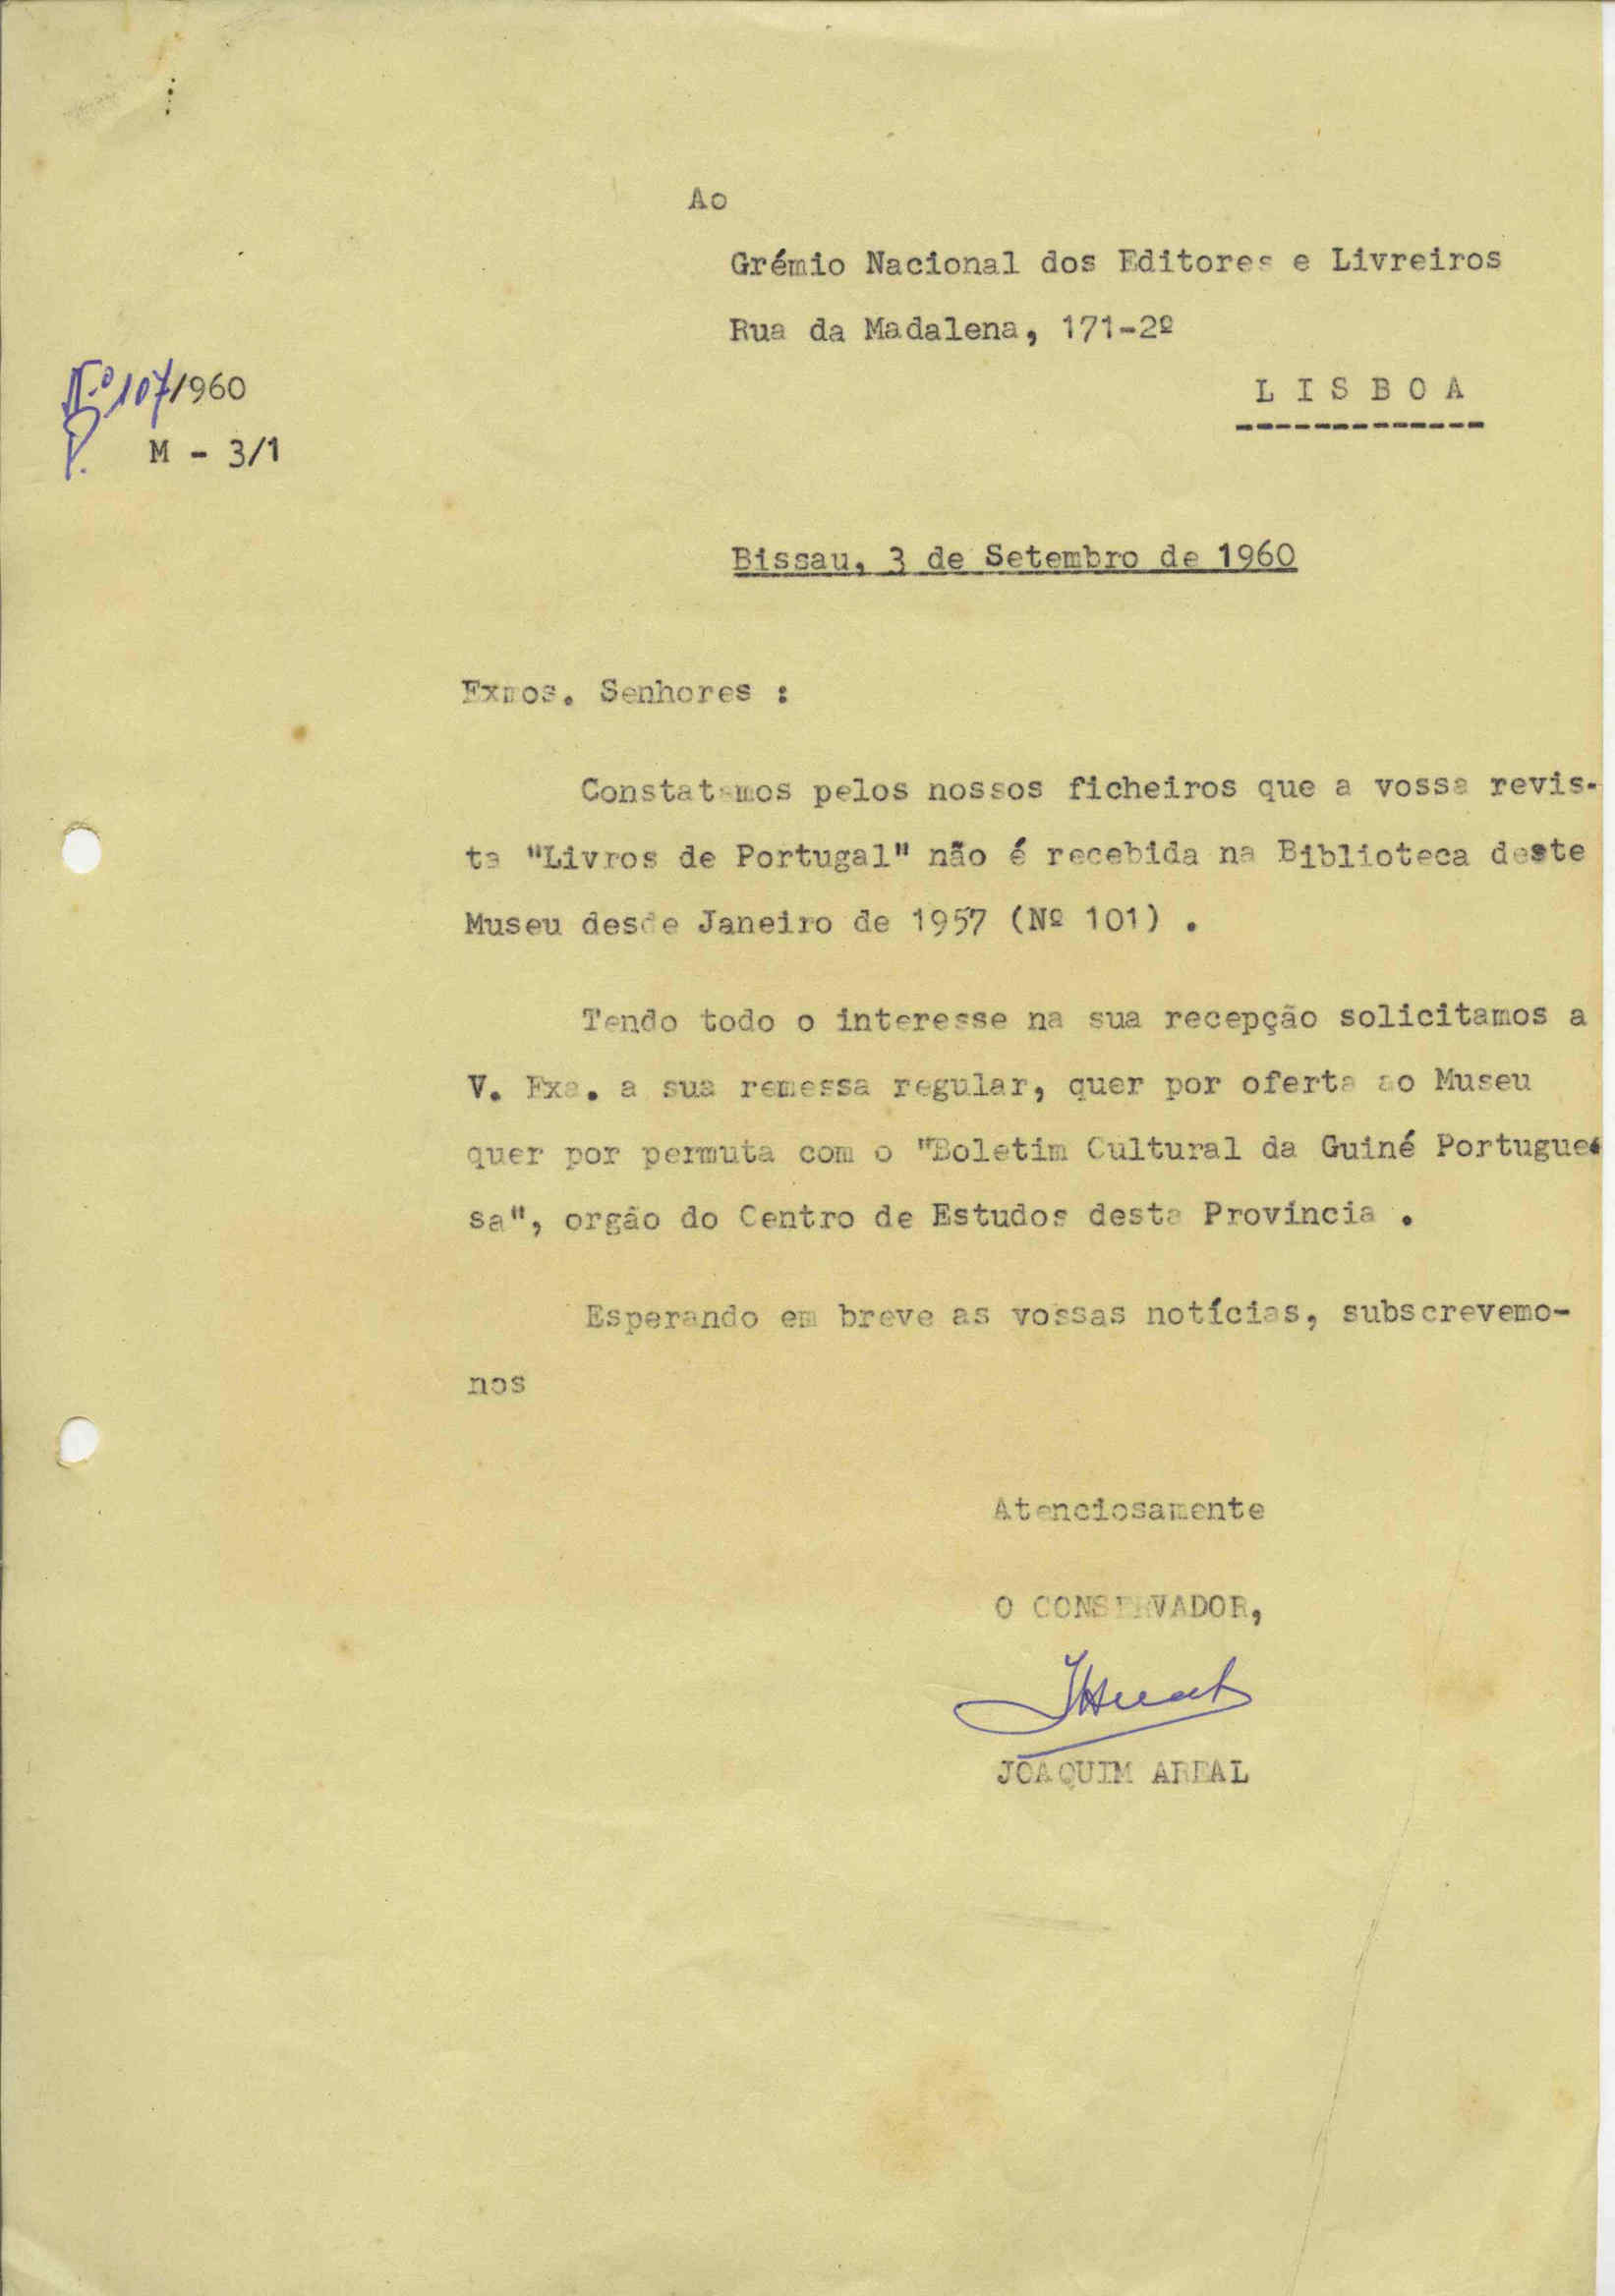 Ao
Grémio Nacional dos Editores e Livreiros
Rua da Madalena, 171-2º
L I S B O A
Nº 107/1960
P. M - 3/1
Bissau, 3 de Setembro de 1960
Exmos. Senhores :
Constatamos pelos nossos ficheiros que a vossa revis-
ta "Livros de Portugal" não é recebida na Biblioteca deste
Museu desde Janeiro de 1957 (Nº 101) .
Tendo todo o interesse na sua recepção solicitamos a
V. Exa. a sua remessa regular, quer por oferta ao Museu
quer por permuta com o "Boletim Cultural da Guiné Portugue-
sa", orgão do Centro de Estudos desta Província .
Esperando em breve as vossas notícias, subscrevemo-
nos
Atenciosamente
O CONSERVADOR,
JOAQUIM AREAL